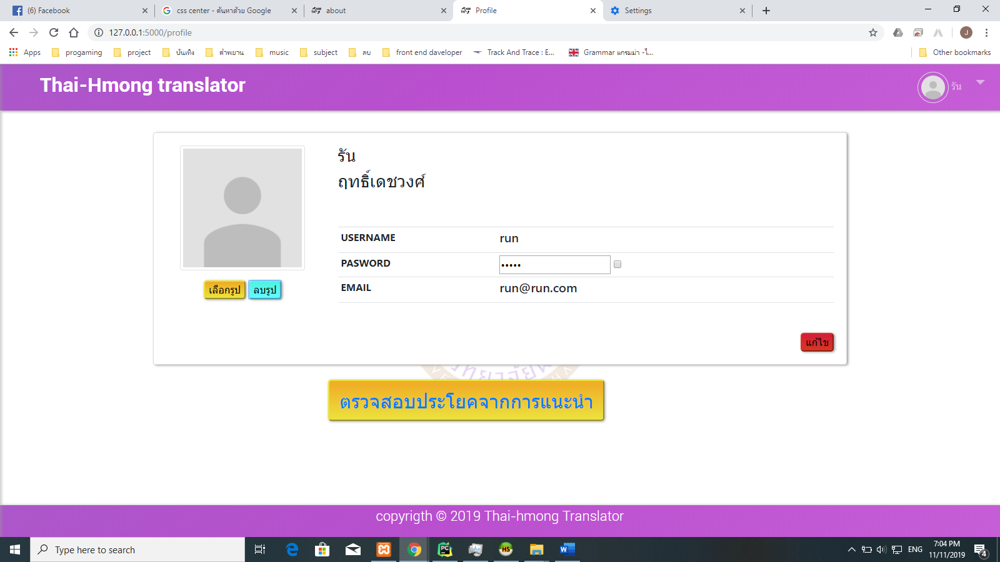 (6) Facebook
css center - ค้นหาด้วย Google
about
Profile
Settings
127.0.0.1:5000/profile
Apps
progaming
project
บันเทิง
คำพยาน
music
subject
ลบ
front end daveloper
Track And Trace : E...
Grammar แกรมม่า -ไ...
Other bookmarks
Thai-Hmong translator
รัน
รัน
ฤทธิ์เดชวงศ์
USERNAME
run
PASWORD
•••••
EMAIL
run@run.com
เลือกรูป
ลบรูป
แก้ไข
ตรวจสอบประโยคจากการแนะนำ
copyrigth © 2019 Thai-hmong Translator
Type here to search
ENG
7:04 PM
11/11/2019
4